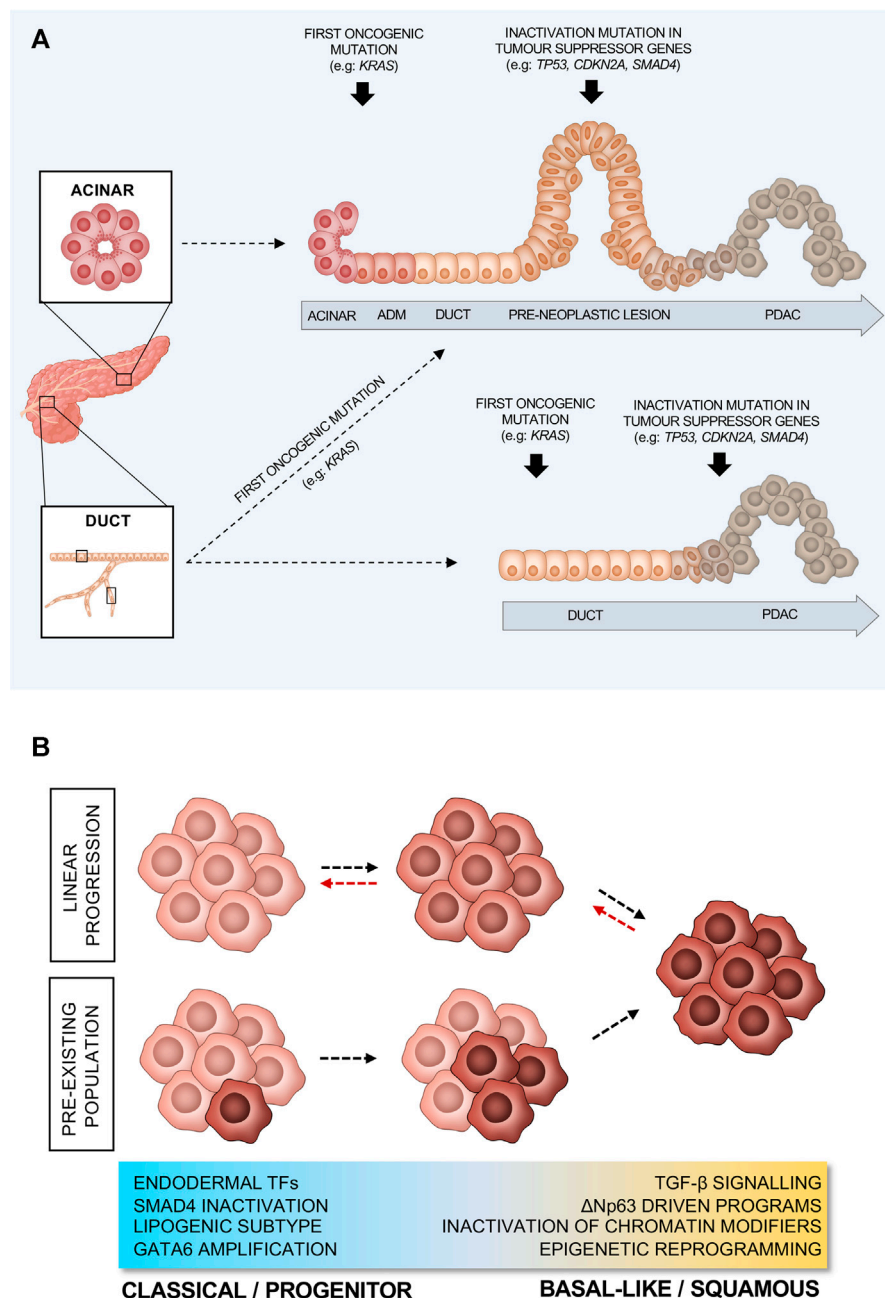 A
FIRST ONCOGENIC
MUTATION
(e.g: KRAS)
INACTIVATION MUTATION IN
TUMOUR SUPPRESSOR GENES
(e.g: TP53, CDKN2A, SMAD4)
ACINAR
ACINAR
ADM
DUCT
PRE-NEOPLASTIC LESION
PDAC
FIRST ONCOGENIC MUTATION
(e.g: KRAS)
FIRST ONCOGENIC
MUTATION
(e.g: KRAS)
INACTIVATION MUTATION IN
TUMOUR SUPPRESSOR GENES
(e.g: TP53, CDKN2A, SMAD4)
DUCT
DUCT
PDAC
B
LINEAR
PROGRESSION
PRE-EXISTING
POPULATION
ENDODERMAL TFs
SMAD4 INACTIVATION
LIPOGENIC SUBTYPE
GATA6 AMPLIFICATION
TGF-β SIGNALLING
ΔNp63 DRIVEN PROGRAMS
INACTIVATION OF CHROMATIN MODIFIERS
EPIGENETIC REPROGRAMMING
CLASSICAL / PROGENITOR
BASAL-LIKE / SQUAMOUS